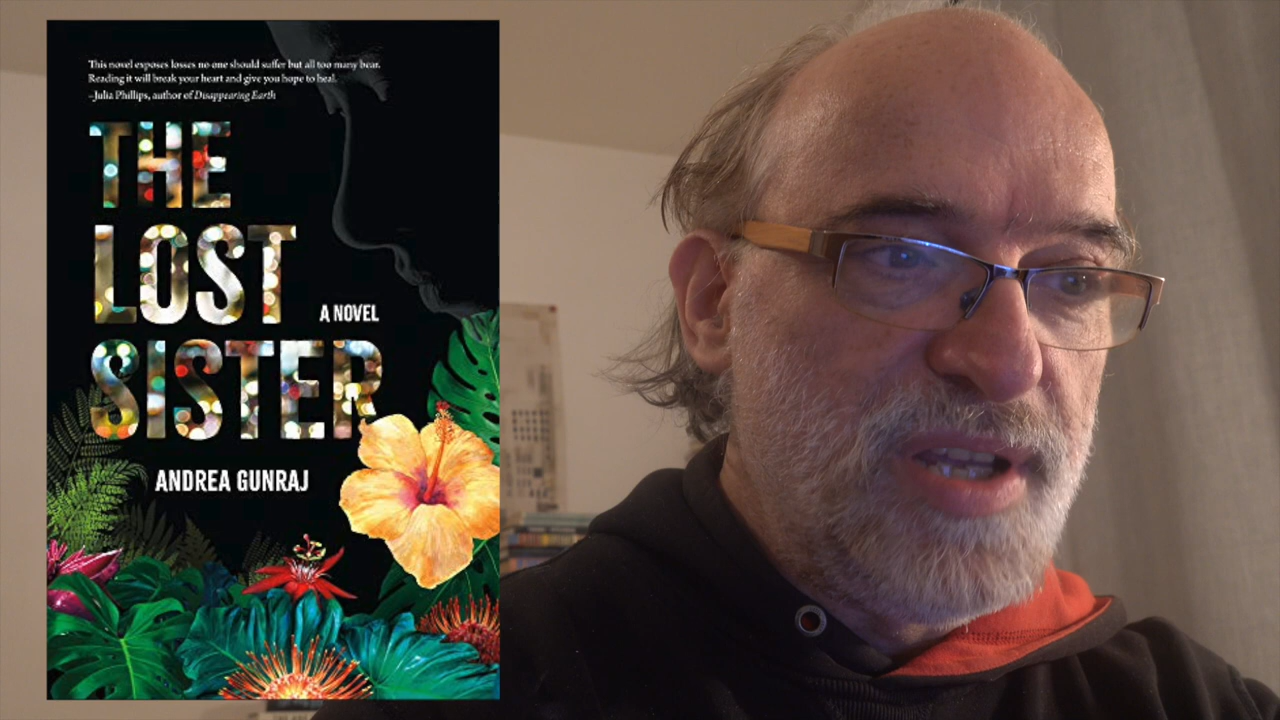 This novel exposes losses no one should suffer but all too many bear.
Reading it will break your heart and give you hope to heal.
–Julia Phillips, author of Disappearing Earth
THE
LOST
A NOVEL
SISTER
ANDREA GUNRAJ